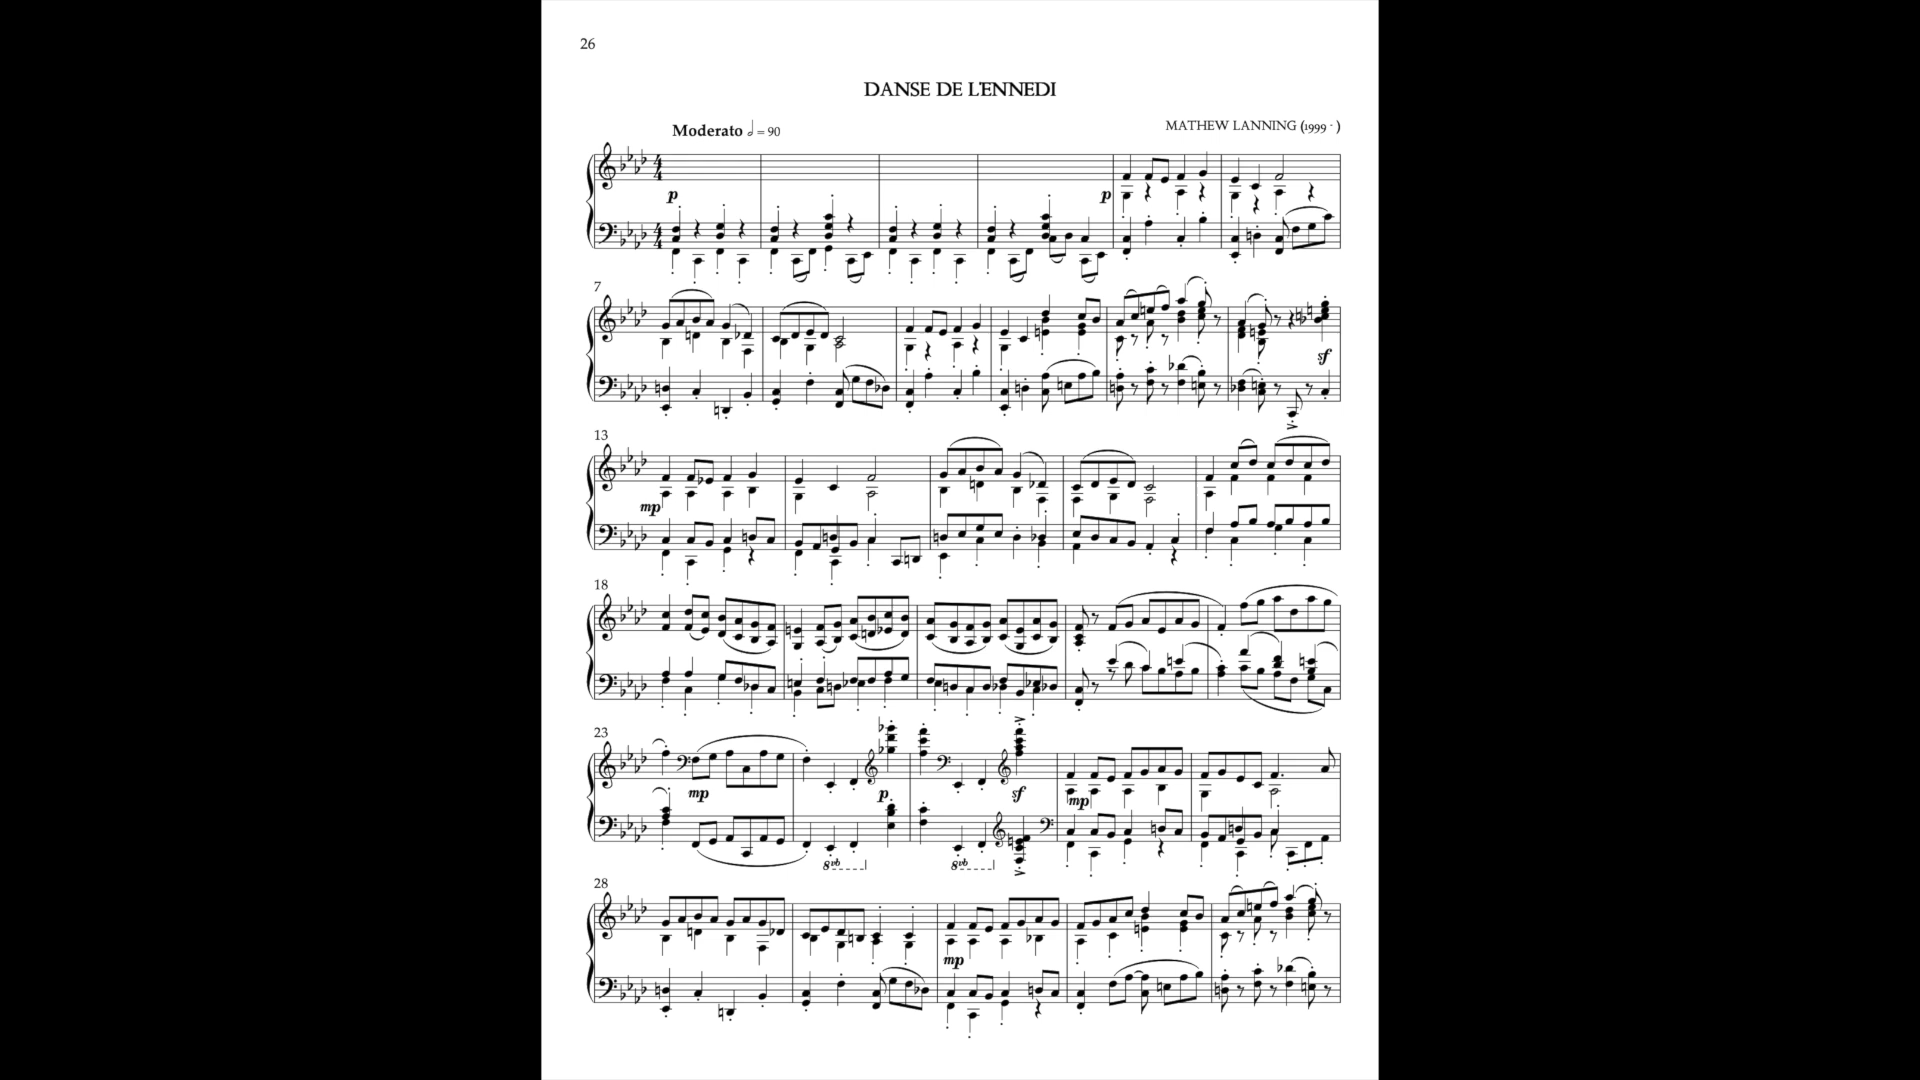 26
DANSE DE L'ENNEDI
Moderato 𝅗𝅥 = 90
MATHEW LANNING (1999 - )
p
p
7
sf
13
mp
18
23
mp
p
sf
mp
8vb
8vb
28
mp